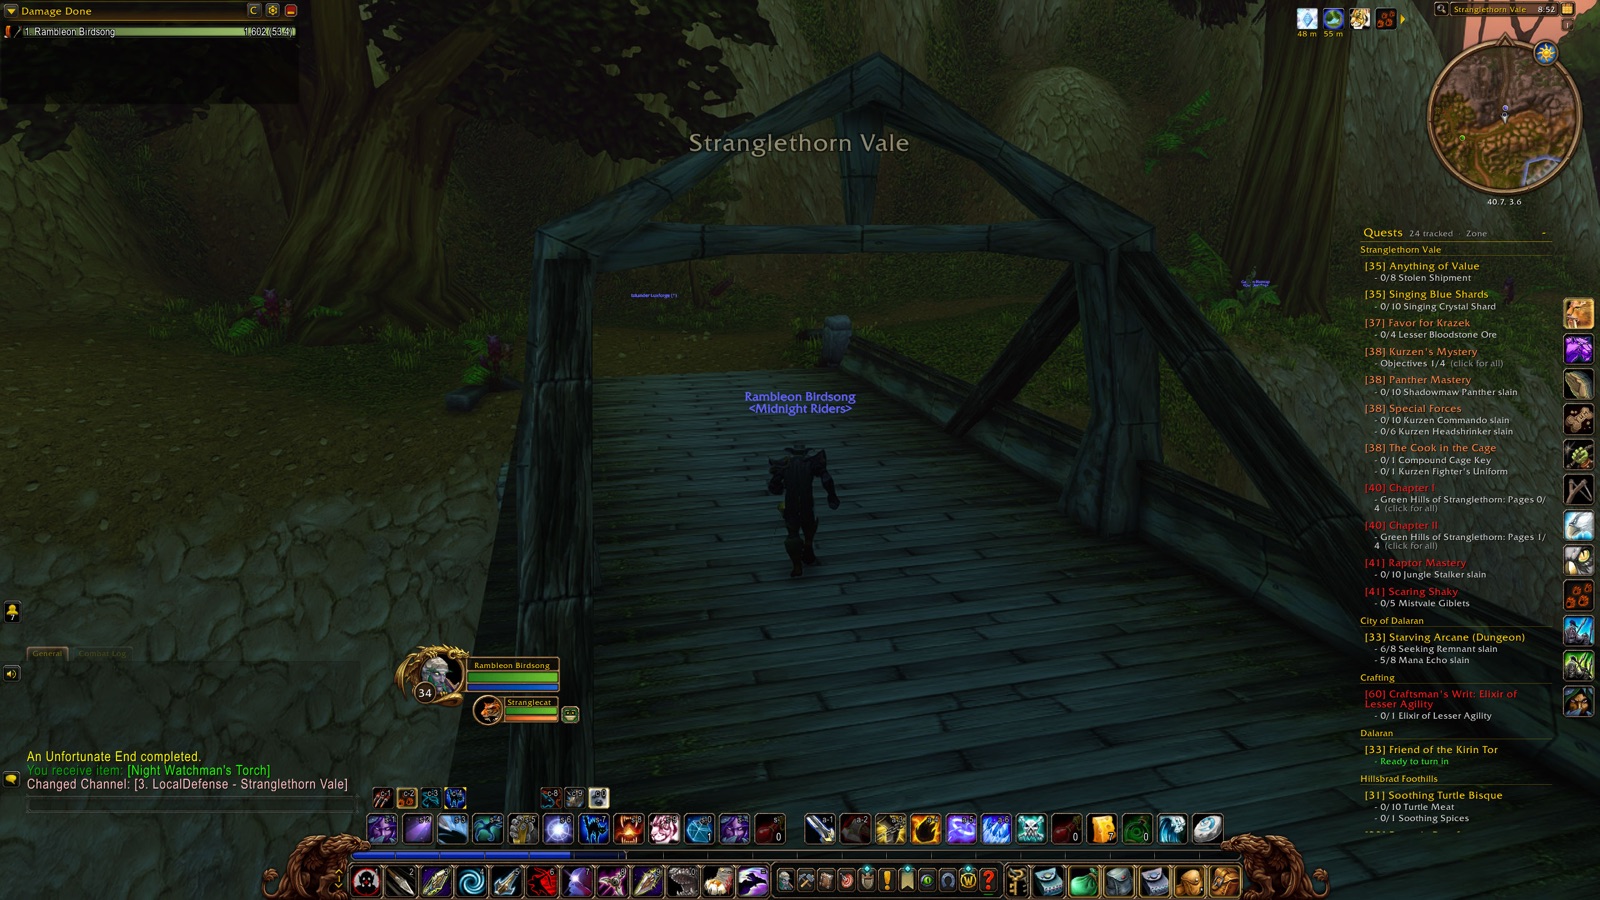 Damage Done
C
1. Rambleon Birdsong 1,602 (53.4)
48 m
55 m
Stranglethorn Vale 8:52
Stranglethorn Vale
40.7, 3.6
Quests 24 tracked · Zone -
Stranglethorn Vale
[35] Anything of Value
- 0/8 Stolen Shipment
[35] Singing Blue Shards
- 0/10 Singing Crystal Shard
[37] Favor for Krazek
- 0/4 Lesser Bloodstone Ore
[38] Kurzen's Mystery
- Objectives 1/4 (click for all)
[38] Panther Mastery
- 0/10 Shadowmaw Panther slain
[38] Special Forces
- 0/10 Kurzen Commando slain
- 0/6 Kurzen Headshrinker slain
[38] The Cook in the Cage
- 0/1 Compound Cage Key
- 0/1 Kurzen Fighter's Uniform
[40] Chapter I
- Green Hills of Stranglethorn: Pages 0/
4 (click for all)
[40] Chapter II
- Green Hills of Stranglethorn: Pages 1/
4 (click for all)
[41] Raptor Mastery
- 0/10 Jungle Stalker slain
[41] Scaring Shaky
- 0/5 Mistvale Giblets
City of Dalaran
[33] Starving Arcane (Dungeon)
- 6/8 Seeking Remnant slain
- 5/8 Mana Echo slain
Crafting
[60] Craftsman's Writ: Elixir of
Lesser Agility
- 0/1 Elixir of Lesser Agility
Dalaran
[33] Friend of the Kirin Tor
- Ready to turn in
Hillsbrad Foothills
[31] Soothing Turtle Bisque
- 0/10 Turtle Meat
- 0/1 Soothing Spices
Rambleon Birdsong
<Midnight Riders>
7
General
Combat Log
Rambleon Birdsong
34
Stranglecat
An Unfortunate End completed.
You receive item: [Night Watchman's Torch]
Changed Channel: [3. LocalDefense - Stranglethorn Vale]